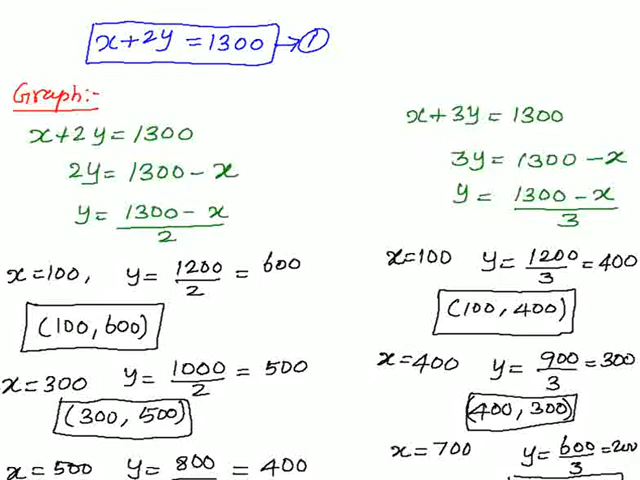 x+2y=1300 → ①
Graph:-
x+2y=1300
2y= 1300 - x
y= 1300 - x / 2
x=100, y= 1200/2 = 600
(100, 600)
x=300 y= 1000/2 = 500
(300, 500)
x=500 y= 800 = 400
x+3y=1300
3y= 1300 - x
y= 1300 - x / 3
x=100 y= 1200/3 = 400
(100, 400)
x=400 y= 900/3 = 300
(400, 300)
x=700 y= 600/3 = 200